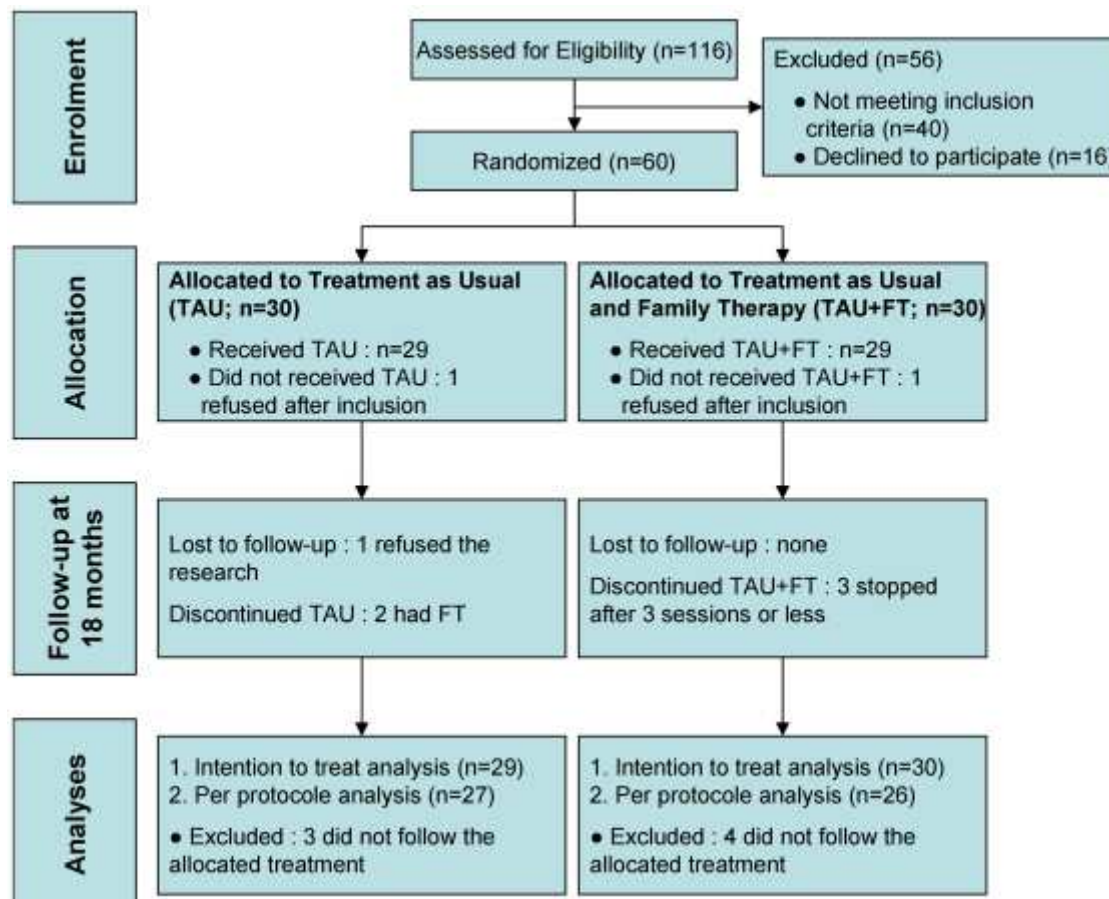 Enrolment
Assessed for Eligibility (n=116)
Excluded (n=56)
● Not meeting inclusion
criteria (n=40)
● Declined to participate (n=16)
Randomized (n=60)
Allocation
Allocated to Treatment as Usual
(TAU; n=30)
● Received TAU : n=29
● Did not received TAU : 1
refused after inclusion
Allocated to Treatment as Usual
and Family Therapy (TAU+FT; n=30)
● Received TAU+FT : n=29
● Did not received TAU+FT : 1
refused after inclusion
Follow-up at
18 months
Lost to follow-up : 1 refused the
research
Discontinued TAU : 2 had FT
Lost to follow-up : none
Discontinued TAU+FT : 3 stopped
after 3 sessions or less
Analyses
1. Intention to treat analysis (n=29)
2. Per protocole analysis (n=27)
● Excluded : 3 did not follow the
allocated treatment
1. Intention to treat analysis (n=30)
2. Per protocole analysis (n=26)
● Excluded : 4 did not follow the
allocated treatment